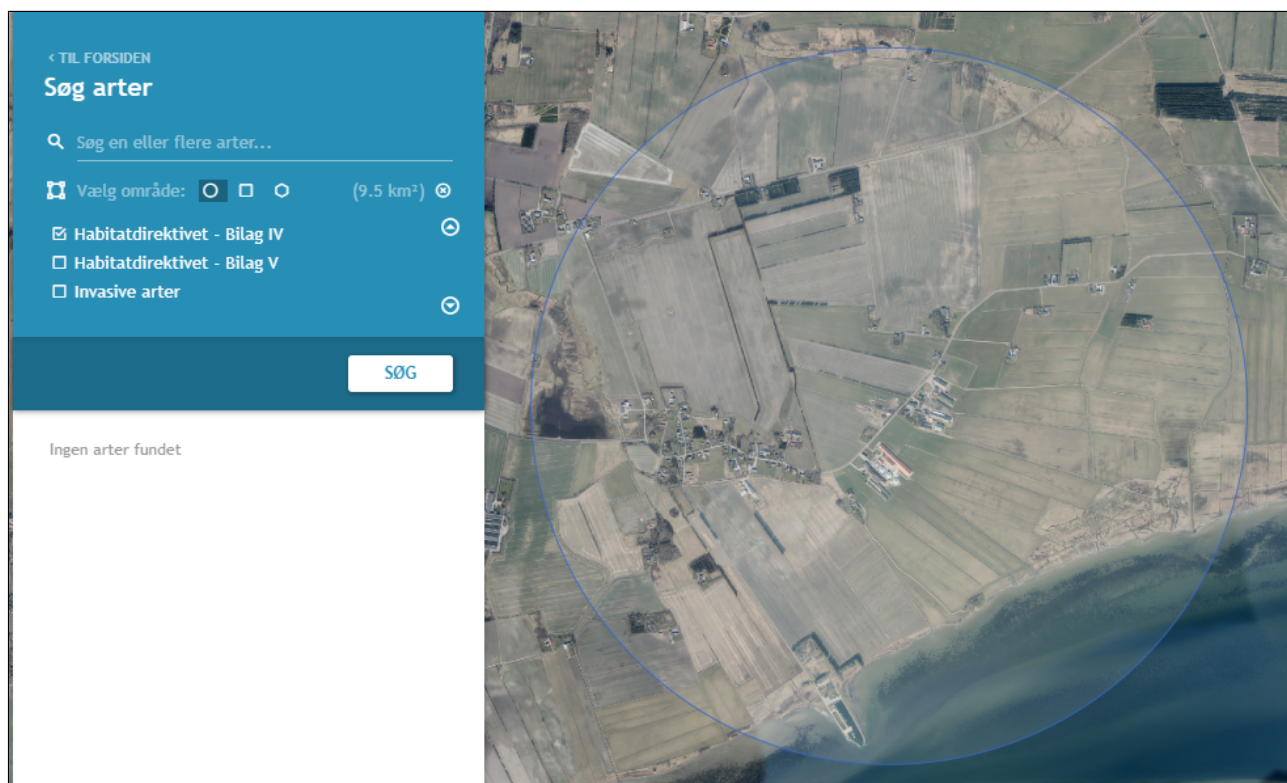 ‹ TIL FORSIDEN
Søg arter
Søg en eller flere arter...
Vælg område: (9.5 km²)
Habitatdirektivet - Bilag IV
Habitatdirektivet - Bilag V
Invasive arter
SØG
Ingen arter fundet